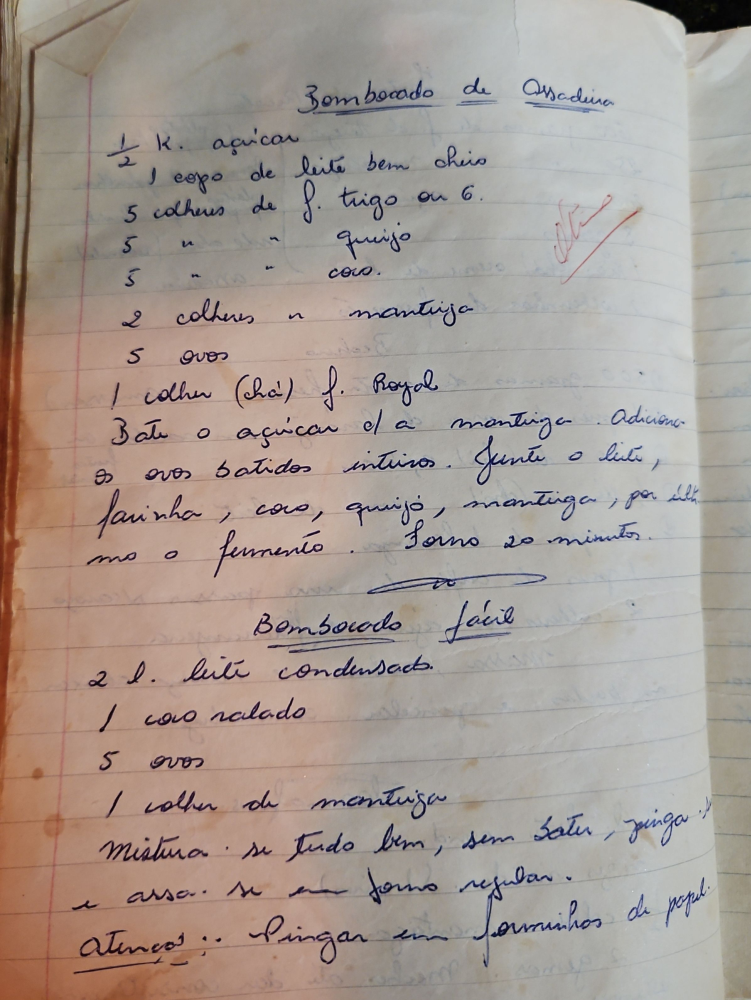 Bombocado de Assadeira
1/2 K. açúcar
1 copo de leite bem cheio
5 colheres de f. trigo ou 6.
5 " " queijo
5 " " coco.
2 colheres " manteiga
5 ovos
1 colher (chá) f. Royal
Bate o açúcar c/ a manteiga. Adiciona
os ovos batidos inteiros. Junte o leite,
farinha, coco, queijo, manteiga, por últi
mo o fermento. Forno 20 minutos.
Bombocado fácil
2 l. leite condensado.
1 coco ralado
5 ovos
1 colher de manteiga
Mistura-se tudo bem, sem bater, pinga-se
e assa-se em forno regular.
Atenção:. Pingar em forminhas de papel.